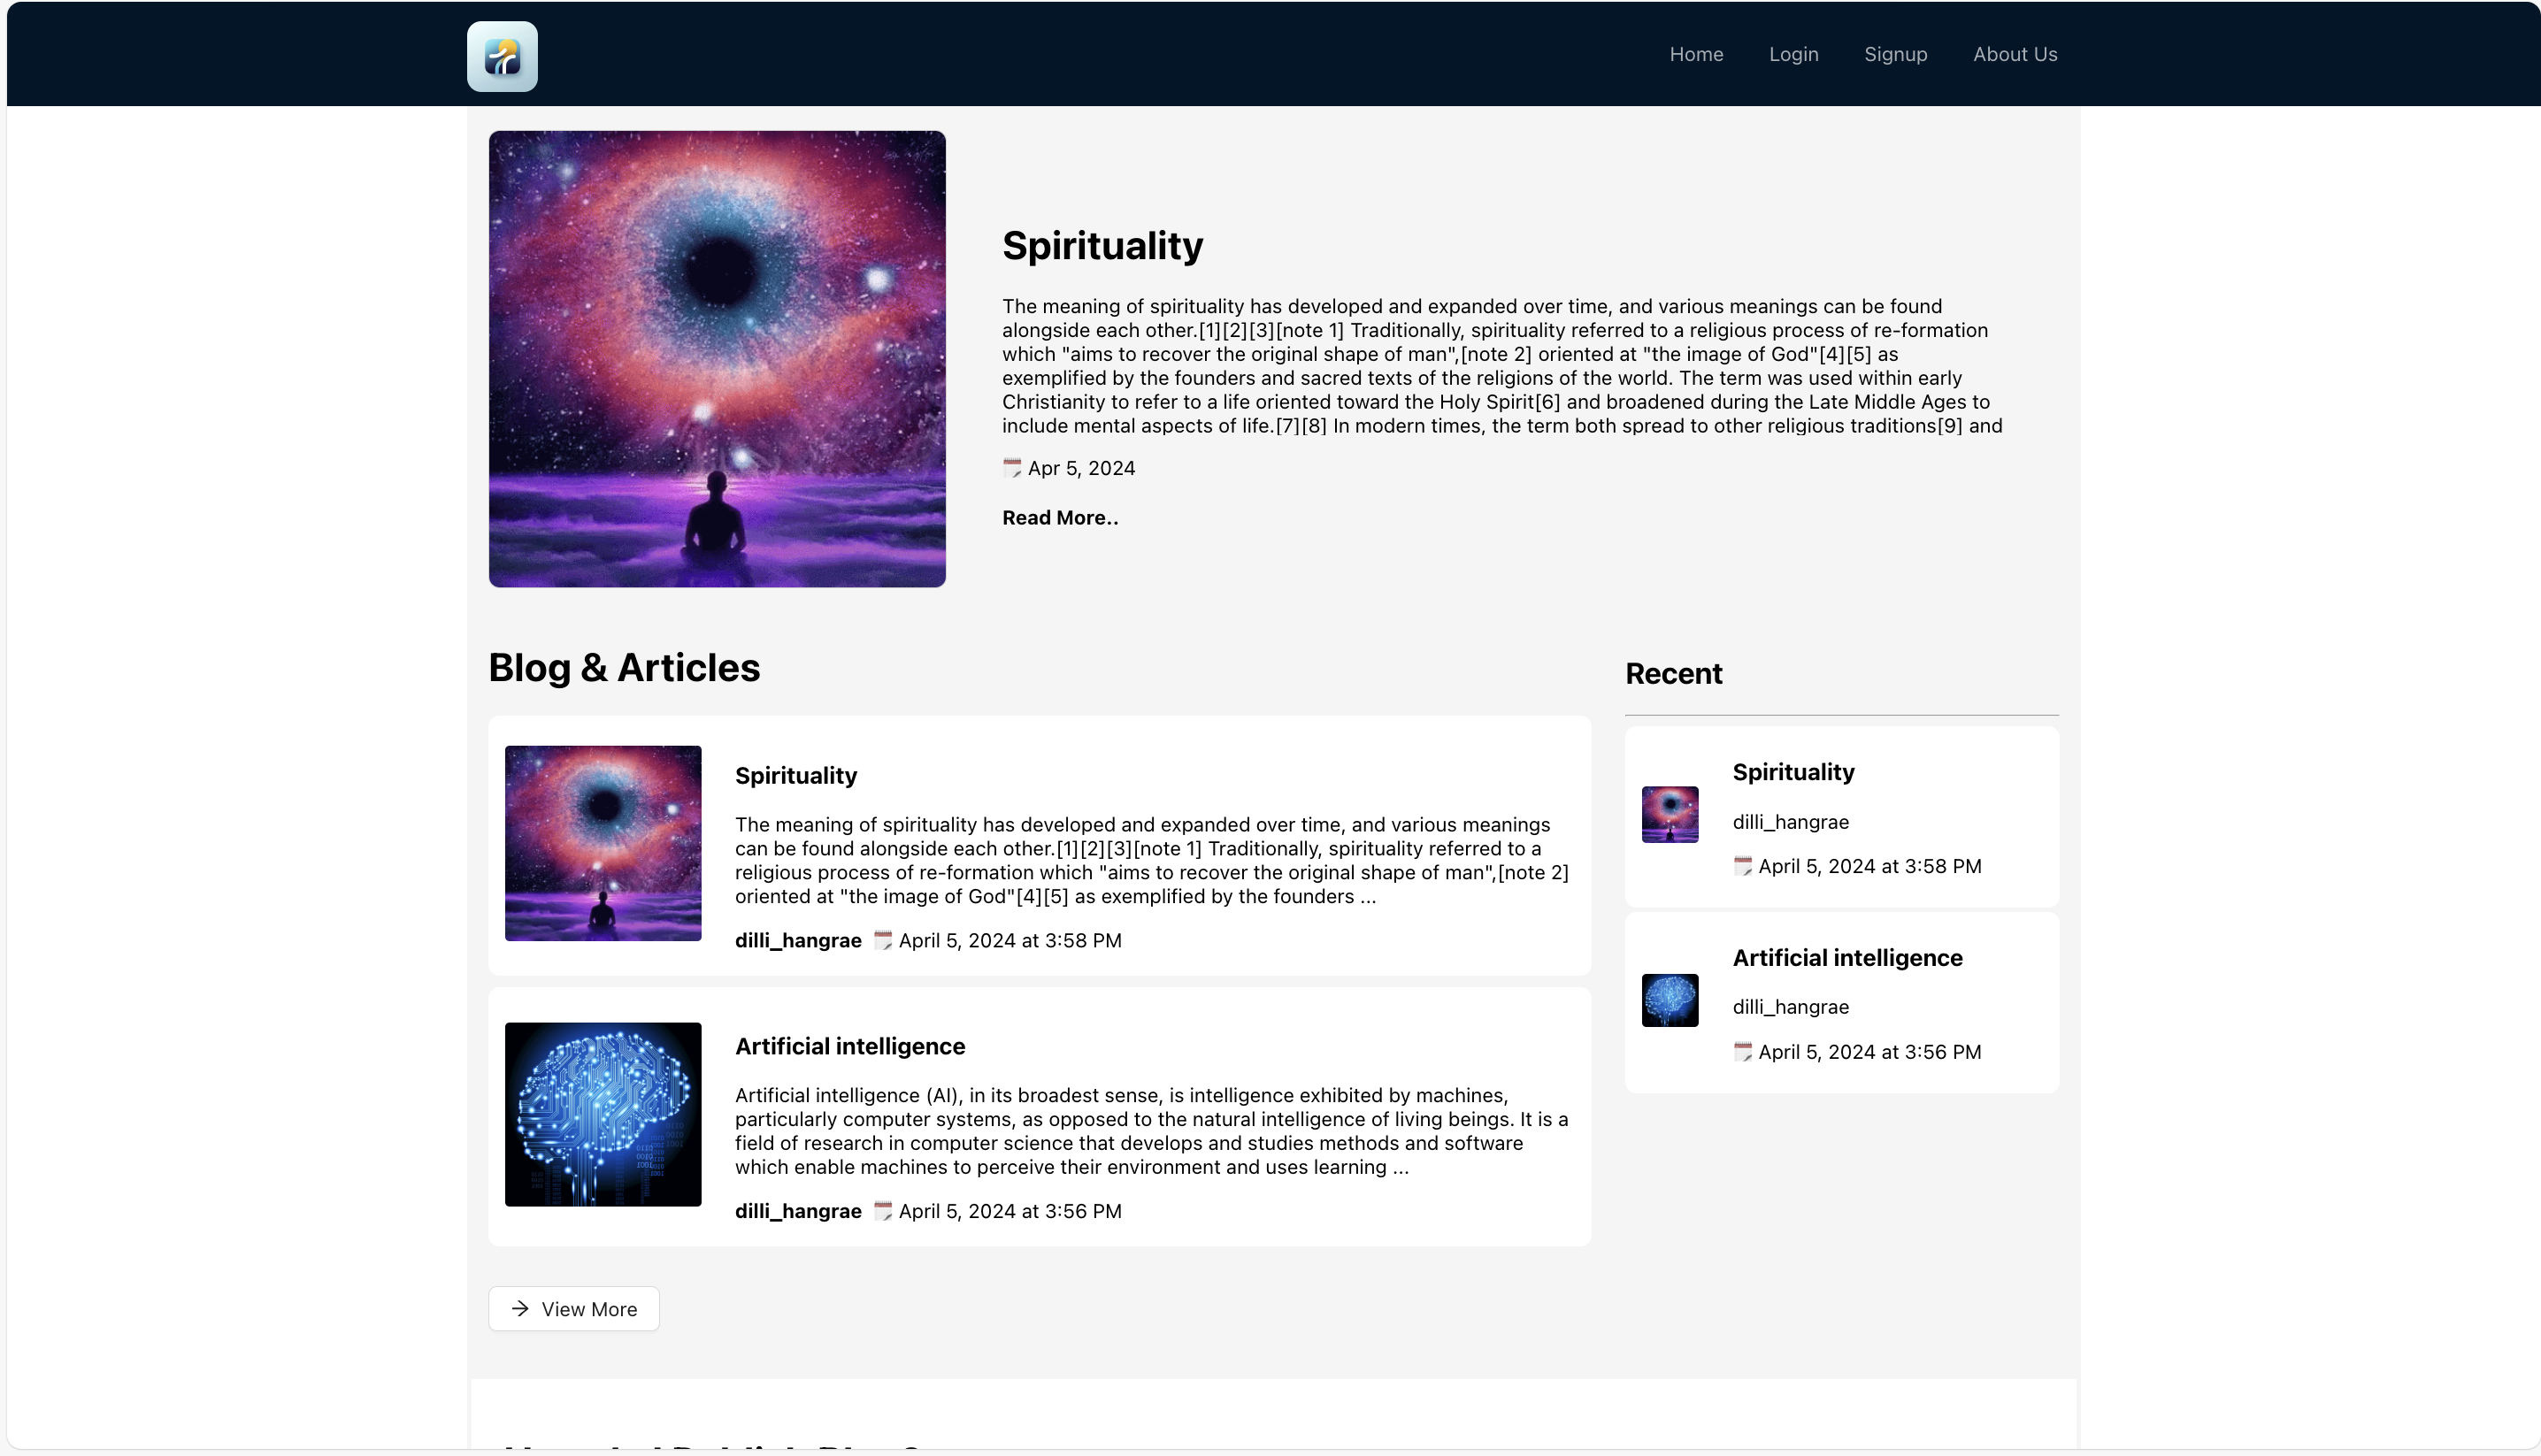 Home Login Signup About Us
Spirituality
The meaning of spirituality has developed and expanded over time, and various meanings can be found
alongside each other.[1][2][3][note 1] Traditionally, spirituality referred to a religious process of re-formation
which "aims to recover the original shape of man",[note 2] oriented at "the image of God"[4][5] as
exemplified by the founders and sacred texts of the religions of the world. The term was used within early
Christianity to refer to a life oriented toward the Holy Spirit[6] and broadened during the Late Middle Ages to
include mental aspects of life.[7][8] In modern times, the term both spread to other religious traditions[9] and
Apr 5, 2024
Read More..
Blog & Articles
Spirituality
The meaning of spirituality has developed and expanded over time, and various meanings
can be found alongside each other.[1][2][3][note 1] Traditionally, spirituality referred to a
religious process of re-formation which "aims to recover the original shape of man",[note 2]
oriented at "the image of God"[4][5] as exemplified by the founders ...
dilli_hangrae April 5, 2024 at 3:58 PM
Artificial intelligence
Artificial intelligence (AI), in its broadest sense, is intelligence exhibited by machines,
particularly computer systems, as opposed to the natural intelligence of living beings. It is a
field of research in computer science that develops and studies methods and software
which enable machines to perceive their environment and uses learning ...
dilli_hangrae April 5, 2024 at 3:56 PM
View More
Recent
Spirituality
dilli_hangrae
April 5, 2024 at 3:58 PM
Artificial intelligence
dilli_hangrae
April 5, 2024 at 3:56 PM